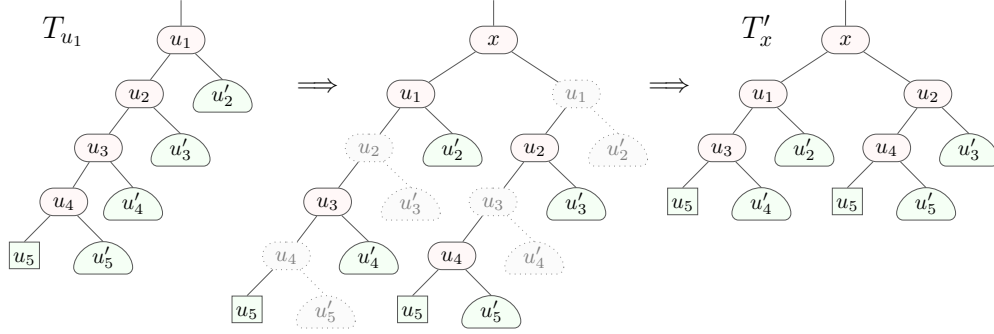 T_{u_1} u_1 x T'_x x
u_2 u'_2 ⟹ u_1 u_1 ⟹ u_1 u_2
u_3 u'_3 u_2 u'_2 u_2 u'_2 u_3 u'_2 u_4 u'_3
u_4 u'_4 u_3 u'_3 u_3 u'_3 u_5 u'_4 u_5 u'_5
u_5 u'_5 u_4 u'_4 u_4 u'_4
u_5 u'_5 u_5 u'_5